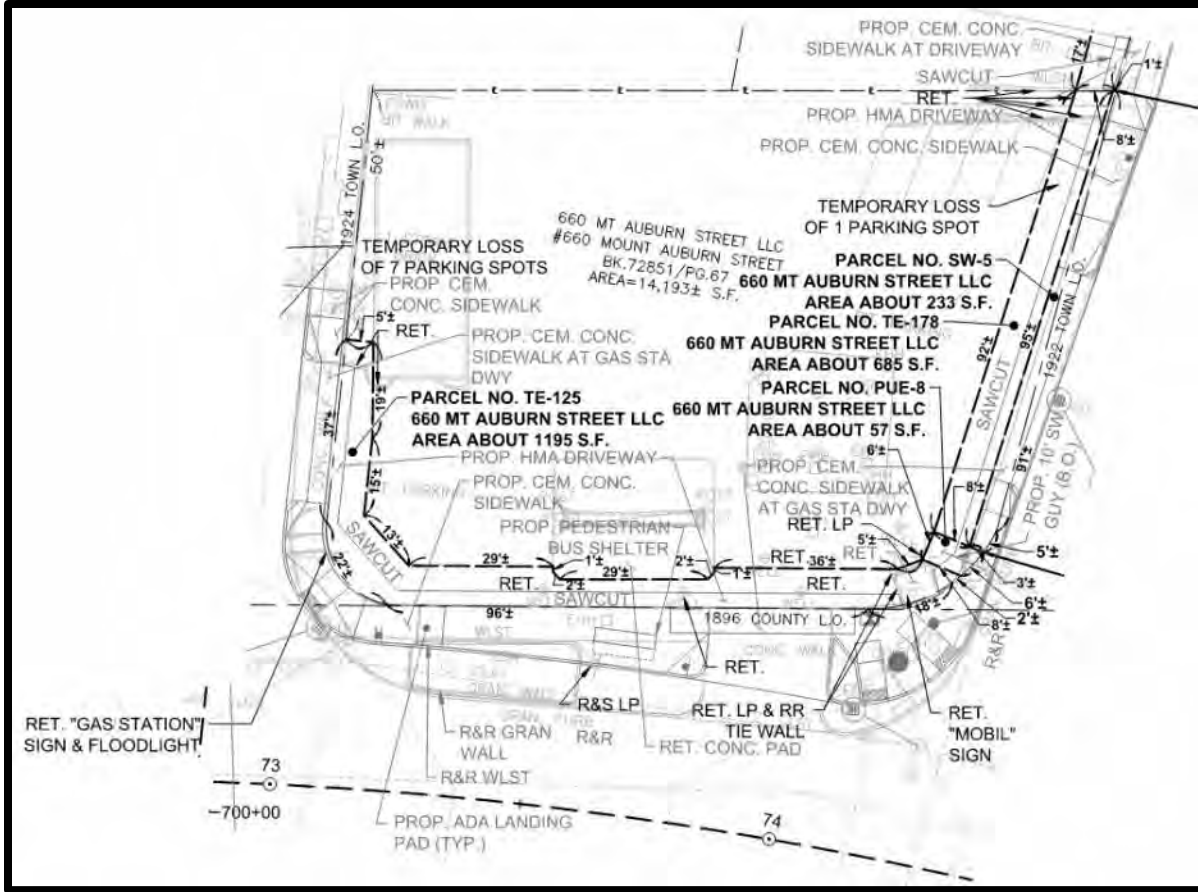 PROP. CEM. CONC.
SIDEWALK AT DRIVEWAY
SAWCUT
RET.
PROP. HMA DRIVEWAY
PROP. CEM. CONC. SIDEWALK
17'±
1'±
8'±
1924 TOWN L.O.
50'±
TEMPORARY LOSS
OF 7 PARKING SPOTS
PROP. CEM.
CONC. SIDEWALK
5'±
RET.
PROP. CEM. CONC.
SIDEWALK AT GAS STA
DWY
660 MT AUBURN STREET LLC
#660 MOUNT AUBURN STREET
BK.72851/PG.67
AREA=14,193± S.F.
TEMPORARY LOSS
OF 1 PARKING SPOT
PARCEL NO. SW-5
660 MT AUBURN STREET LLC
AREA ABOUT 233 S.F.
PARCEL NO. TE-178
660 MT AUBURN STREET LLC
AREA ABOUT 685 S.F.
PARCEL NO. PUE-8
660 MT AUBURN STREET LLC
AREA ABOUT 57 S.F.
92'±
95'±
1922 TOWN L.O.
SAWCUT
91'±
PROP. 10' SW
GUY (B.O.)
19'±
37'±
15'±
13'±
22'±
SAWCUT
PARCEL NO. TE-125
660 MT AUBURN STREET LLC
AREA ABOUT 1195 S.F.
PROP. HMA DRIVEWAY
PROP. CEM. CONC.
SIDEWALK
PROP. PEDESTRIAN
BUS SHELTER
6'±
PROP. CEM.
CONC. SIDEWALK
AT GAS STA DWY
8'±
RET. LP
5'±
RET.
29'±
1'±
29'±
2'±
1'±
RET.
36'±
RET.
2'±
RET.
SAWCUT
96'±
1896 COUNTY L.O.
18'±
5'±
3'±
6'±
2'±
8'±
R&R
WLST
CONC WALK
RET.
R&S LP
RET. LP & RR
TIE WALL
RET.
"MOBIL"
SIGN
RET. "GAS STATION"
SIGN & FLOODLIGHT
R&R GRAN
WALL
R&R
RET. CONC. PAD
R&R WLST
PROP. ADA LANDING
PAD (TYP.)
73
700+00
74